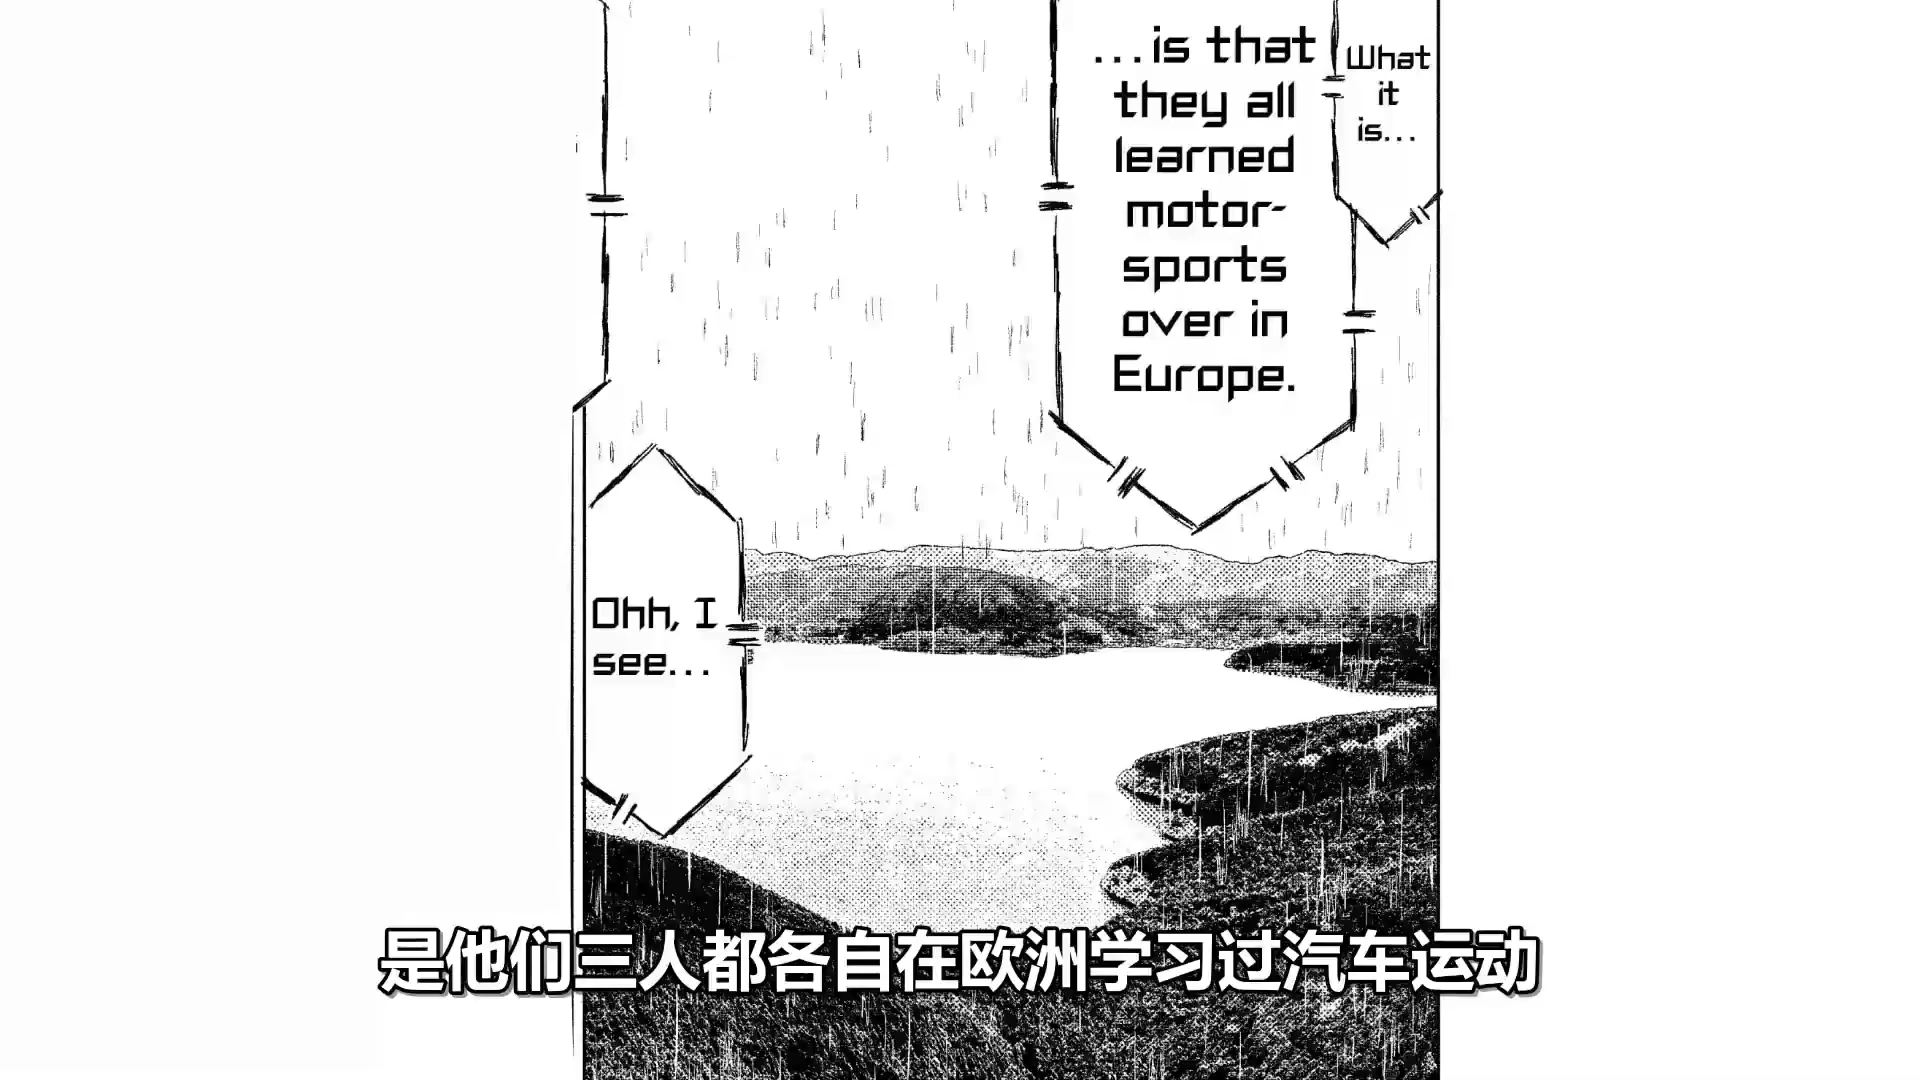 What
it
is...
...is that
they all
learned
motor-
sports
over in
Europe.
Ohh, I
see...
是他们三人都各自在欧洲学习过汽车运动